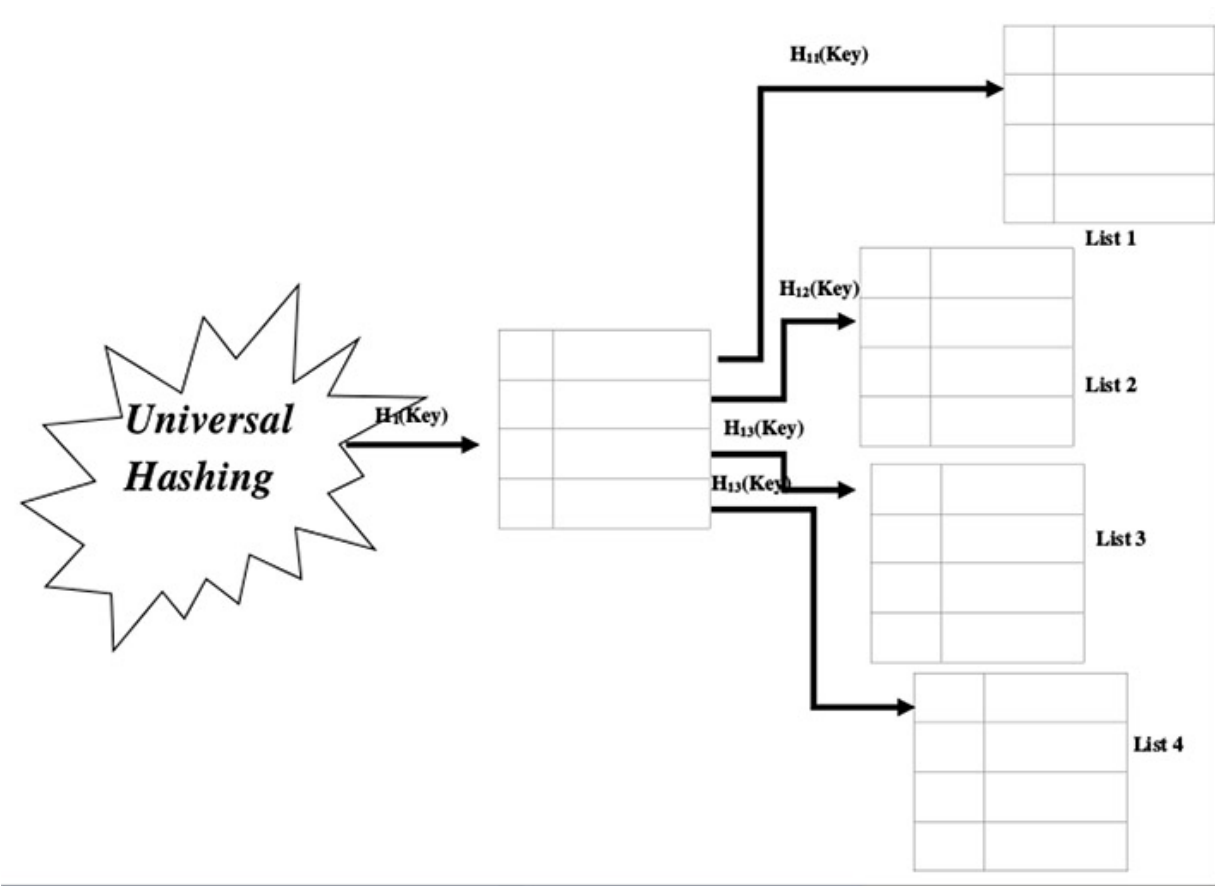 H₁₁(Key)
List 1
H₁₂(Key)
List 2
Universal
Hashing
H₁(Key)
H₁₃(Key)
H₁₃(Key)
List 3
List 4